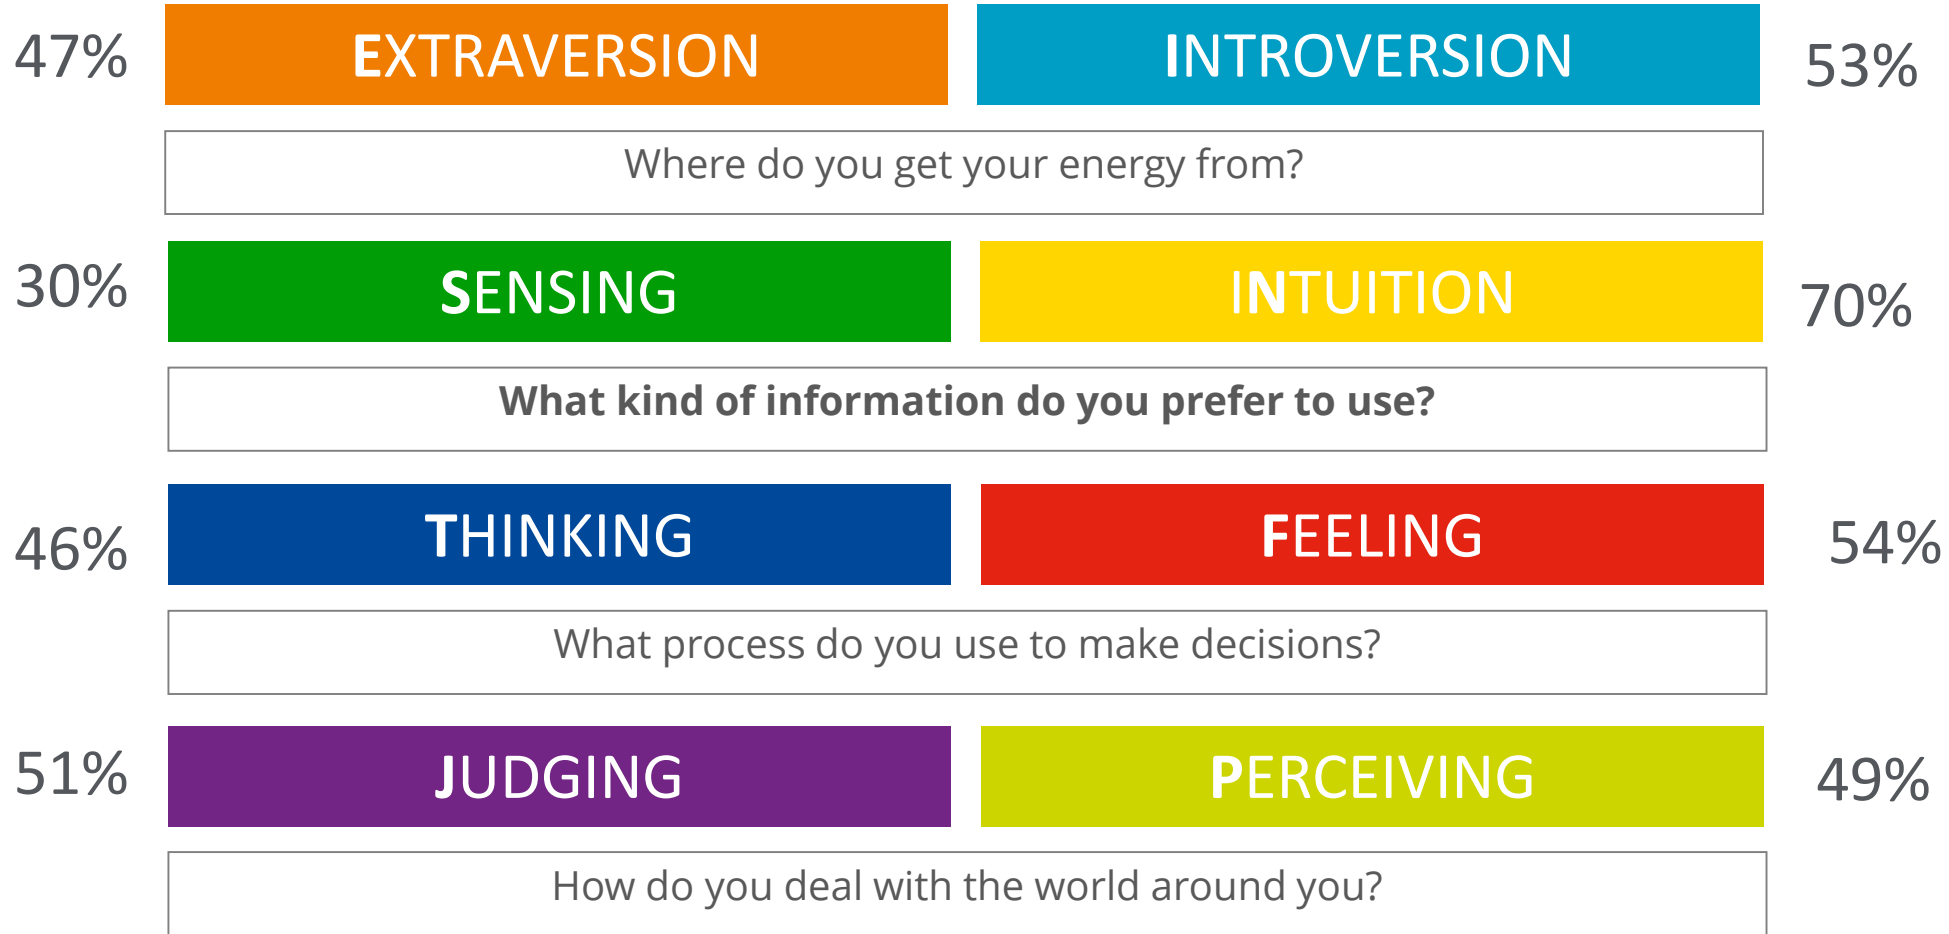 47% EXTRAVERSION INTROVERSION 53%
Where do you get your energy from?
30% SENSING INTUITION 70%
What kind of information do you prefer to use?
46% THINKING FEELING 54%
What process do you use to make decisions?
51% JUDGING PERCEIVING 49%
How do you deal with the world around you?